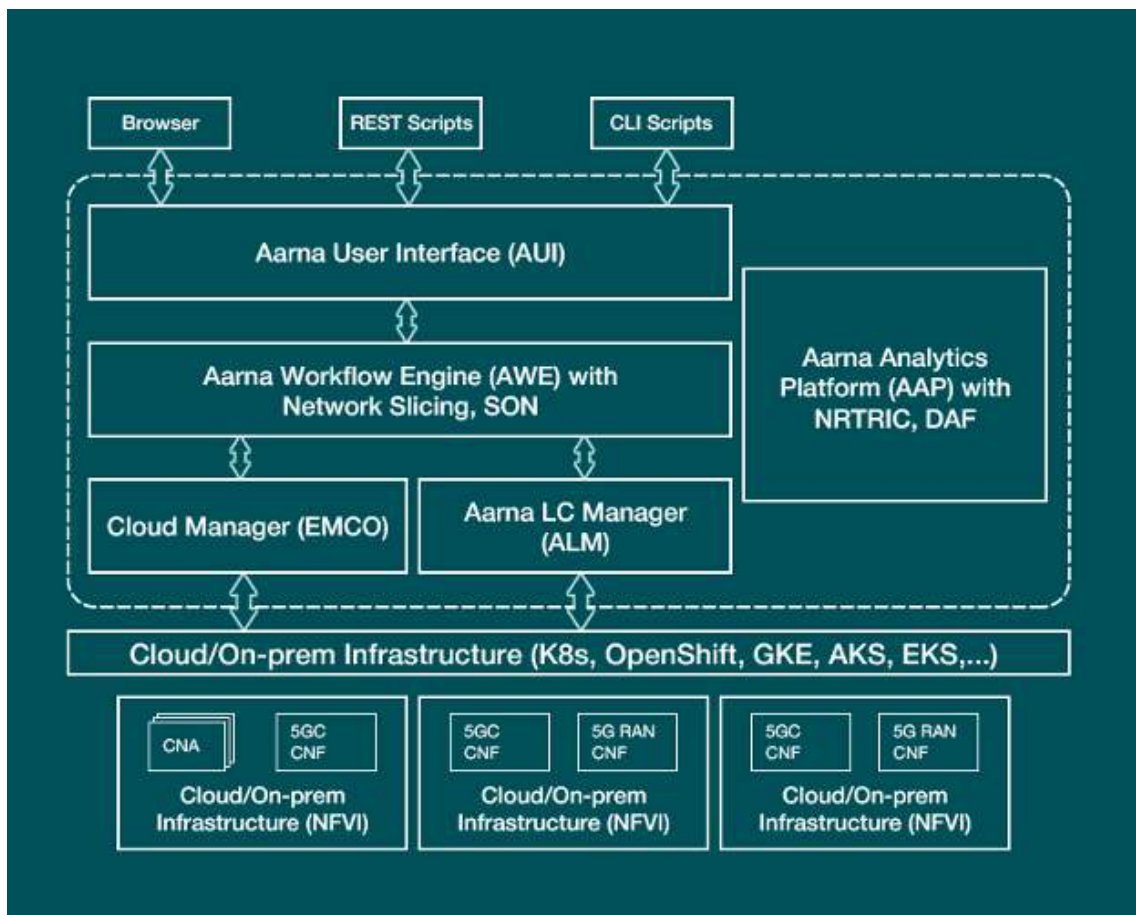 Browser
REST Scripts
CLI Scripts
Aarna User Interface (AUI)
Aarna Workflow Engine (AWE) with
Network Slicing, SON
Aarna Analytics
Platform (AAP) with
NRTRIC, DAF
Cloud Manager (EMCO)
Aarna LC Manager
(ALM)
Cloud/On-prem Infrastructure (K8s, OpenShift, GKE, AKS, EKS,...)
CNA
5GC
CNF
Cloud/On-prem
Infrastructure (NFVI)
5GC
CNF
5G RAN
CNF
Cloud/On-prem
Infrastructure (NFVI)
5GC
CNF
5G RAN
CNF
Cloud/On-prem
Infrastructure (NFVI)